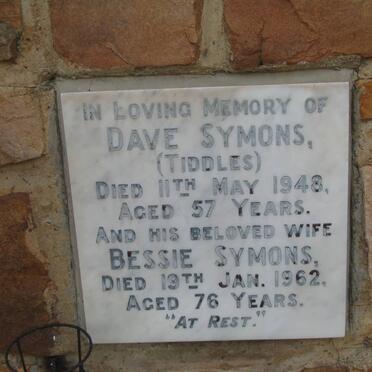 IN LOVING MEMORY OF
DAVE SYMONS,
(TIDDLES)
DIED 11TH MAY 1948,
AGED 57 YEARS.
AND HIS BELOVED WIFE
BESSIE SYMONS,
DIED 19TH JAN. 1962,
AGED 76 YEARS.
"AT REST."